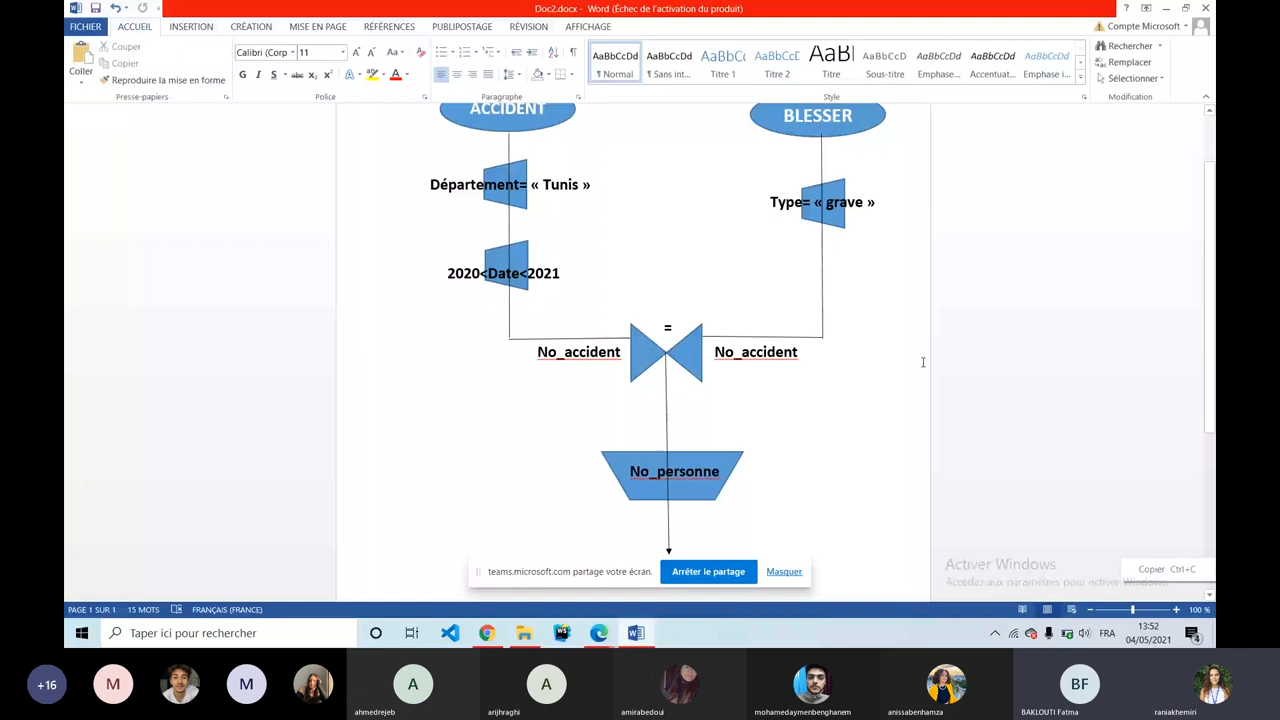 Doc2.docx - Word (Échec de l'activation du produit)
FICHIER ACCUEIL INSERTION CRÉATION MISE EN PAGE RÉFÉRENCES PUBLIPOSTAGE RÉVISION AFFICHAGE Compte Microsoft
Coller
Couper
Copier
Reproduire la mise en forme
Calibri (Corp 11
G I S abc x₂ x²
AaBbCcDd AaBbCcDd AaBbCc AaBbCcE AaBl AaBbCcD AaBbCcDd AaBbCcDd AaBbCcDd
¶ Normal ¶ Sans int... Titre 1 Titre 2 Titre Sous-titre Emphase... Accentuat... Emphase i...
Rechercher
Remplacer
Sélectionner
Presse-papiers Police Paragraphe Style Modification
ACCIDENT BLESSER
Département= « Tunis »
Type= « grave »
2020<Date<2021
=
No_accident No_accident
No_personne
teams.microsoft.com partage votre écran. Arrêter le partage Masquer
Activer Windows
Accédez aux paramètres pour activer Windows.
Copier Ctrl+C
PAGE 1 SUR 1 15 MOTS FRANÇAIS (FRANCE) 100 %
Taper ici pour rechercher
FRA
13:52
04/05/2021
4
+16 M M A A BF
ahmedrejeb arijhraghi amirabedoui mohamedaymenbenghanem anissabenhamza BAKLOUTI Fatma raniakhemiri